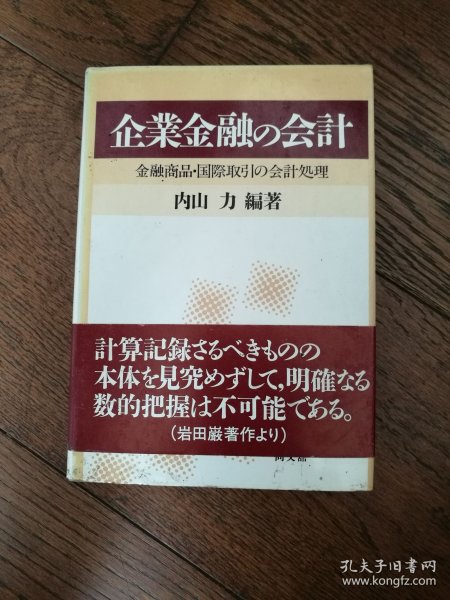 企業金融の会計
金融商品・国際取引の会計処理
内山 力 編著
計算記録さるべきものの
本体を見究めずして,明確なる
数的把握は不可能である。
(岩田巖著作より)
孔夫子旧书网
www.kongfz.com